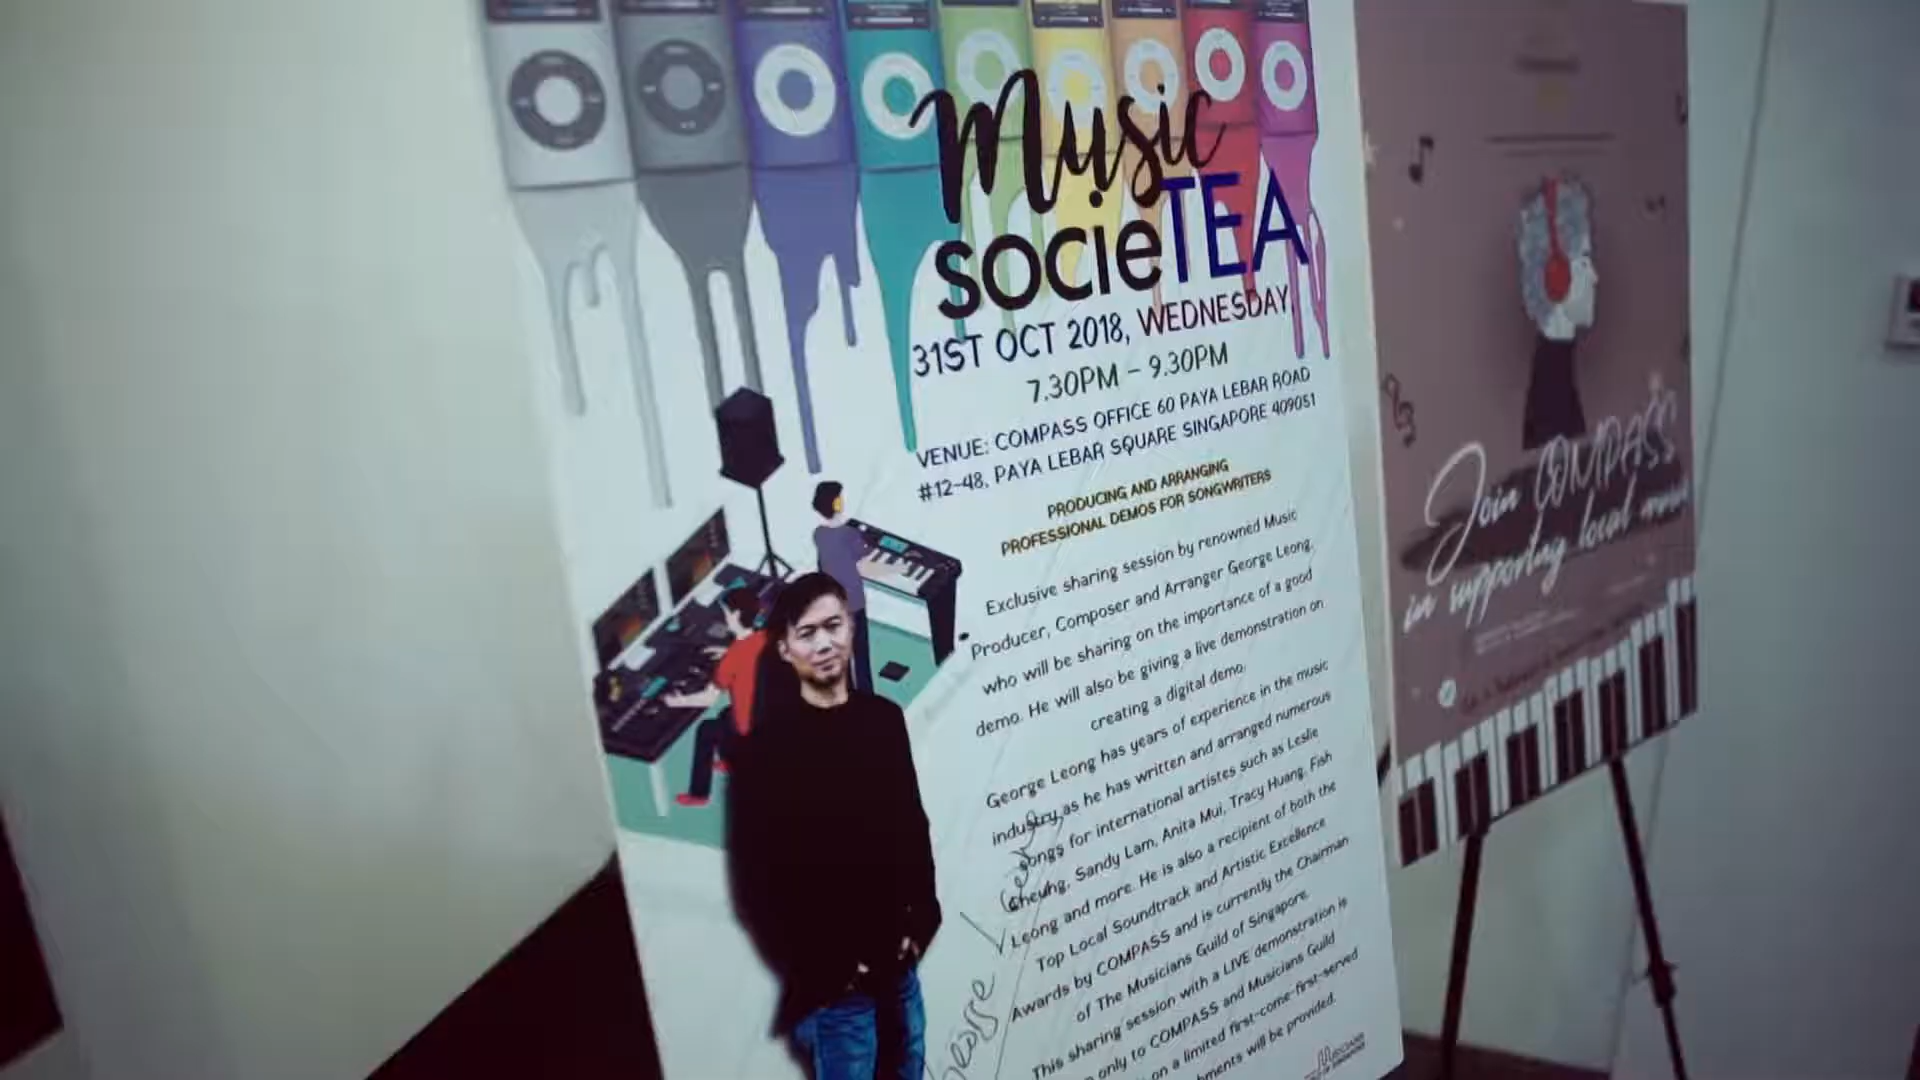 Music
socieTEA
31ST OCT 2018, WEDNESDAY,
7.30PM – 9.30PM
VENUE: COMPASS OFFICE 60 PAYA LEBAR ROAD
#12-48, PAYA LEBAR SQUARE SINGAPORE 409051
PRODUCING AND ARRANGING
PROFESSIONAL DEMOS FOR SONGWRITERS
Exclusive sharing session by renowned Music
Producer, Composer and Arranger George Leong,
who will be sharing on the importance of a good
demo. He will also be giving a live demonstration on
creating a digital demo.
George Leong has years of experience in the music
industry as he has written and arranged numerous
songs for international artistes such as Leslie
Cheung, Sandy Lam, Anita Mui, Tracy Huang, Fish
Leong and more. He is also a recipient of both the
Top Local Soundtrack and Artistic Excellence
Awards by COMPASS and is currently the Chairman
of The Musicians Guild of Singapore.
This sharing session with a LIVE demonstration is
only to COMPASS and Musicians Guild
on a limited first-come-first-served
will be provided.
Join COMPASS
in supporting local music